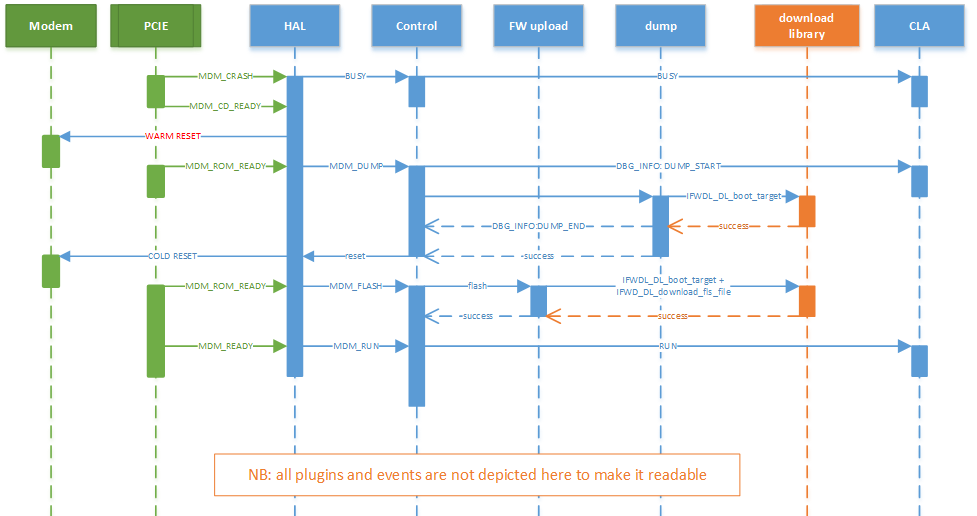 Modem
PCIE
HAL
Control
FW upload
dump
download
library
CLA
MDM_CRASH
BUSY
BUSY
MDM_CD_READY
WARM RESET
MDM_ROM_READY
MDM_DUMP
DBG_INFO:DUMP_START
IFWDL_DL_boot_target
DBG_INFO:DUMP_END
success
COLD RESET
reset
success
MDM_ROM_READY
MDM_FLASH
flash
IFWDL_DL_boot_target +
IFWD_DL_download_fls_file
success
success
MDM_READY
MDM_RUN
RUN
NB: all plugins and events are not depicted here to make it readable